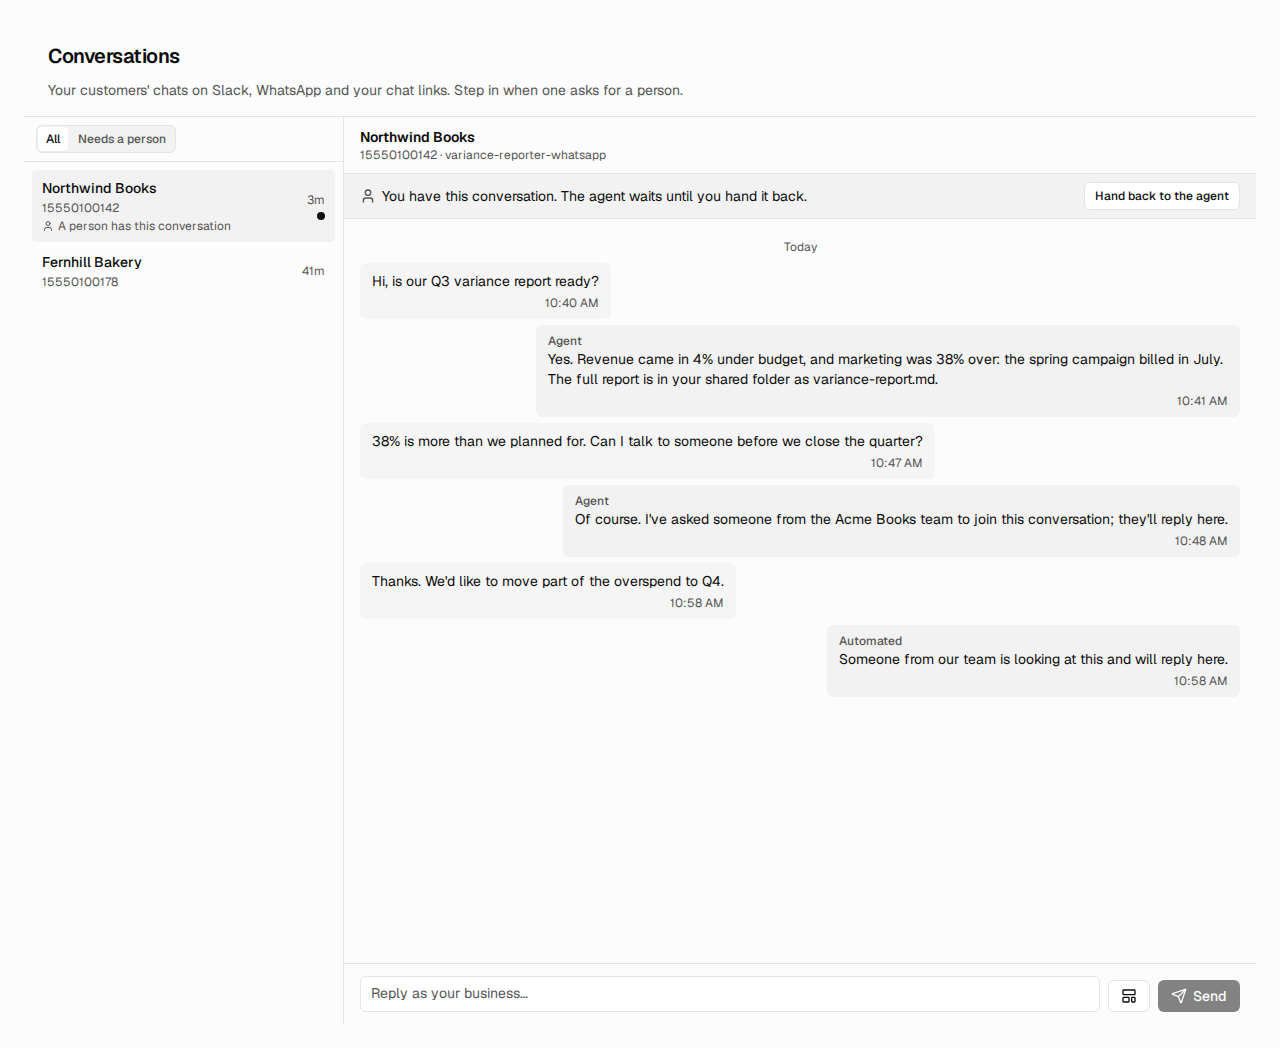 Conversations
Your customers' chats on Slack, WhatsApp and your chat links. Step in when one asks for a person.
All
Needs a person
Northwind Books
15550100142
A person has this conversation
3m
Fernhill Bakery
15550100178
41m
Northwind Books
15550100142 · variance-reporter-whatsapp
You have this conversation. The agent waits until you hand it back.
Hand back to the agent
Today
Hi, is our Q3 variance report ready?
10:40 AM
Agent
Yes. Revenue came in 4% under budget, and marketing was 38% over: the spring campaign billed in July.
The full report is in your shared folder as variance-report.md.
10:41 AM
38% is more than we planned for. Can I talk to someone before we close the quarter?
10:47 AM
Agent
Of course. I've asked someone from the Acme Books team to join this conversation; they'll reply here.
10:48 AM
Thanks. We'd like to move part of the overspend to Q4.
10:58 AM
Automated
Someone from our team is looking at this and will reply here.
10:58 AM
Reply as your business…
Send